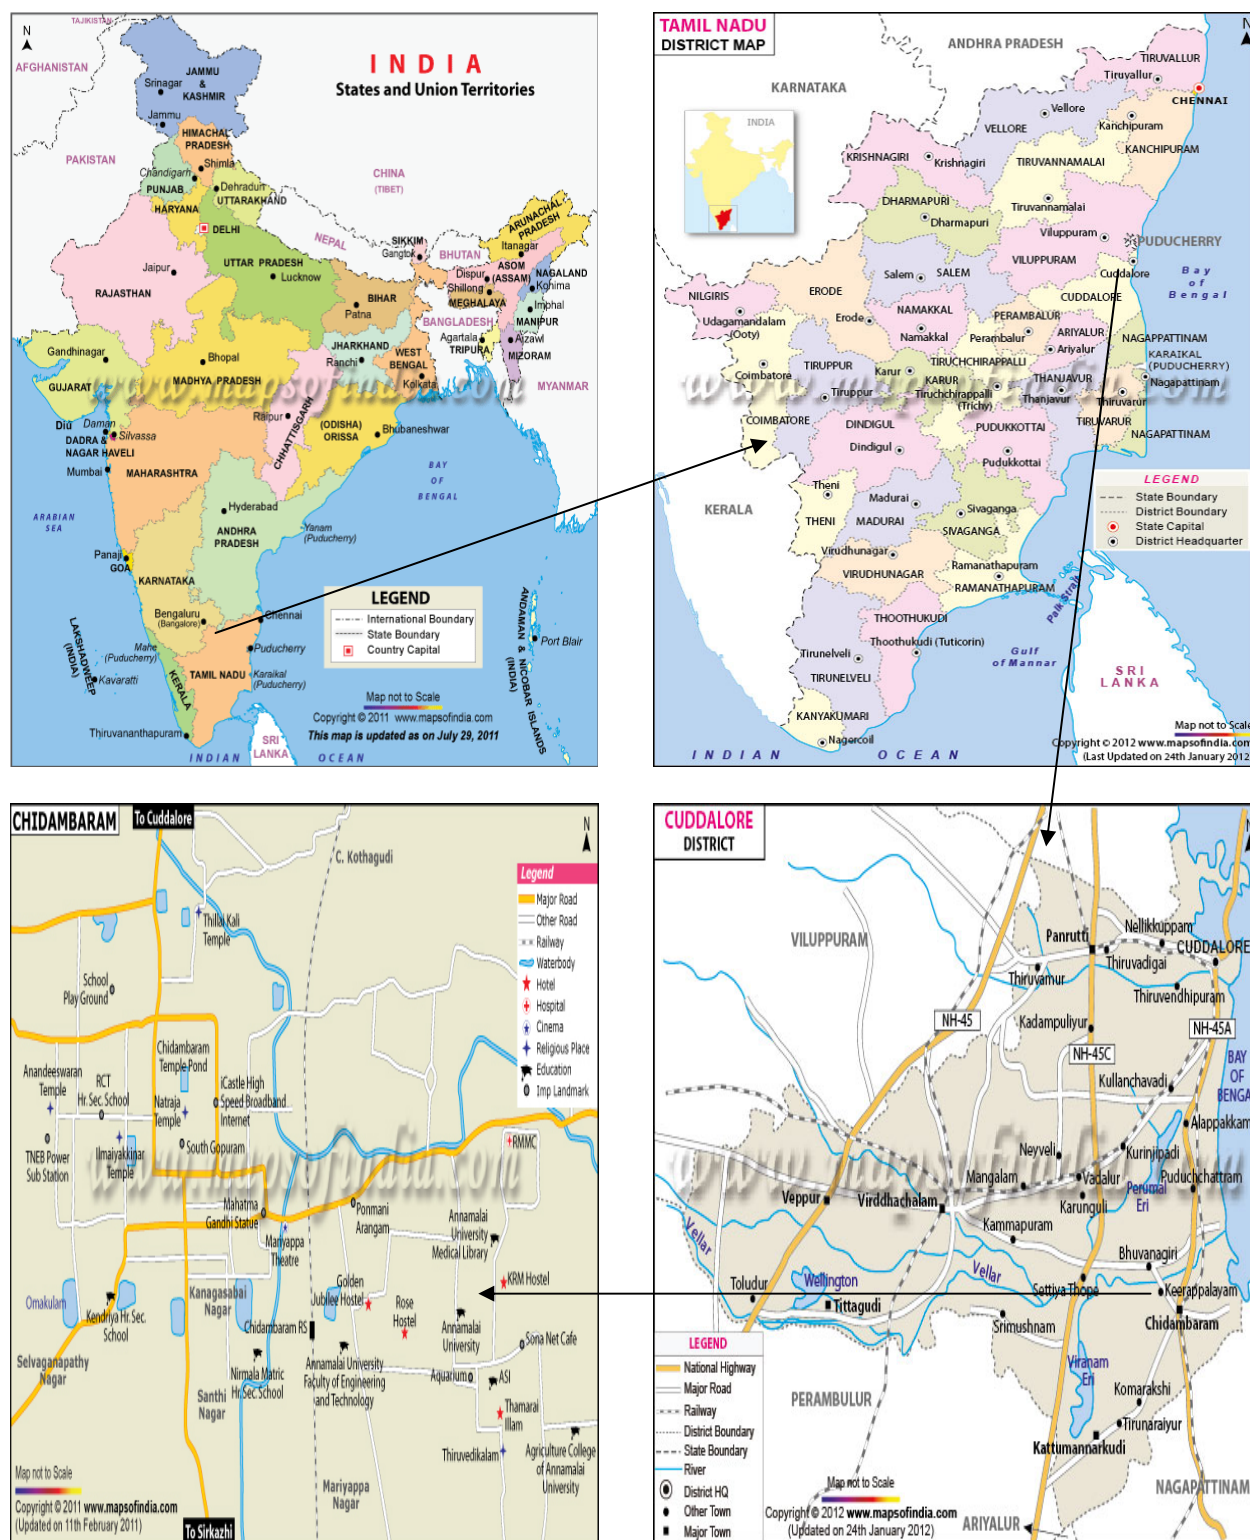 INDIA
States and Union Territories
N
TAJIKISTAN
AFGHANISTAN
JAMMU
&
KASHMIR
Srinagar
Jammu
HIMACHAL
PRADESH
PAKISTAN
Shimla
Chandigarh
PUNJAB
Dehradun
UTTARAKHAND
HARYANA
DELHI
CHINA
(TIBET)
NEPAL
SIKKIM
Gangtok
BHUTAN
ARUNACHAL
PRADESH
Itanagar
UTTAR PRADESH
Lucknow
Jaipur
RAJASTHAN
Dispur
ASOM
(ASSAM)
NAGALAND
Kohima
Shillong
MEGHALAYA
Imphal
MANIPUR
BIHAR
Patna
BANGLADESH
Agartala
TRIPURA
Aizawl
MIZORAM
MYANMAR
Gandhinagar
GUJARAT
Bhopal
MADHYA PRADESH
JHARKHAND
Ranchi
WEST
BENGAL
Kolkata
www.mapsofindia.com
Raipur
CHHATTISGARH
(ODISHA)
ORISSA
Bhubaneshwar
Diu
Daman
Silvassa
DADRA &
NAGAR HAVELI
Mumbai
MAHARASHTRA
BAY
OF
BENGAL
Hyderabad
ANDHRA
PRADESH
Yanam
(Puducherry)
ARABIAN
SEA
Panaji
GOA
KARNATAKA
Bengaluru
(Bangalore)
Chennai
Mahe
(Puducherry)
Puducherry
TAMIL NADU
Karaikal
(Puducherry)
KERALA
LAKSHADWEEP
(INDIA)
Kavaratti
Thiruvananthapuram
SRI
LANKA
INDIAN OCEAN
ANDAMAN & NICOBAR ISLANDS
(INDIA)
Port Blair
LEGEND
International Boundary
State Boundary
Country Capital
Map not to Scale
Copyright © 2011 www.mapsofindia.com
This map is updated as on July 29, 2011
TAMIL NADU
DISTRICT MAP
N
ANDHRA PRADESH
KARNATAKA
INDIA
TIRUVALLUR
Tiruvallur
CHENNAI
Vellore
VELLORE
Kanchipuram
KANCHIPURAM
KRISHNAGIRI
Krishnagiri
TIRUVANNAMALAI
Tiruvannamalai
DHARMAPURI
Dharmapuri
Viluppuram
VILUPPURAM
PUDUCHERRY
Cuddalore
CUDDALORE
Bay
of
Bengal
Salem
SALEM
NILGIRIS
Udagamandalam
(Ooty)
ERODE
Erode
NAMAKKAL
Namakkal
PERAMBALUR
Perambalur
ARIYALUR
Ariyalur
NAGAPPATTINAM
KARAIKAL
(PUDUCHERRY)
Nagapattinam
Coimbatore
COIMBATORE
TIRUPPUR
Tiruppur
Karur
KARUR
TIRUCHCHIRAPPALLI
Tiruchchirappalli
(Trichy)
THANJAVUR
Thanjavur
Thiruvarur
TIRUVARUR
NAGAPATTINAM
www.mapsofindia.com
DINDIGUL
Dindigul
PUDUKKOTTAI
Pudukkottai
KERALA
Theni
THENI
Madurai
MADURAI
Sivaganga
SIVAGANGA
Virudhunagar
VIRUDHUNAGAR
Ramanathapuram
RAMANATHAPURAM
THOOTHUKUDI
Thoothukudi (Tuticorin)
Tirunelveli
TIRUNELVELI
KANYAKUMARI
Nagercoil
Palk Strait
Gulf
of Mannar
SRI
LANKA
INDIAN OCEAN
LEGEND
State Boundary
District Boundary
State Capital
District Headquarter
Map not to Scale
Copyright © 2012 www.mapsofindia.com
(Last Updated on 24th January 2012)
CHIDAMBARAM
To Cuddalore
N
C. Kothagudi
Thillai Kali
Temple
School
Play Ground
Chidambaram
Temple Pond
Anandeeswaran
Temple
RCT
Hr. Sec. School
Natraja
Temple
iCastle High
Speed Broadband
Internet
TNEB Power
Sub Station
Ilmaiyakkinar
Temple
South Gopuram
RMMC
www.mapsofindia.com
Mahatma
Gandhi Statue
Mariyappa
Theatre
Ponmani
Arangam
Annamalai
University
Medical Library
KRM Hostel
Kanagasabai
Nagar
Omakulam
Kendriya Hr. Sec.
School
Golden
Jubilee Hostel
Rose
Hostel
Chidambaram RS
Annamalai
University
Sona Net Cafe
Selvaganapathy
Nagar
Nirmala Matric
Hr. Sec. School
Santhi
Nagar
Annamalai University
Faculty of Engineering
and Technology
Aquarium
ASI
Thamarai
Illam
Thiruvedikalam
Agriculture College
of Annamalai
University
Mariyappa
Nagar
To Sirkazhi
Legend
Major Road
Other Road
Railway
Waterbody
Hotel
Hospital
Cinema
Religious Place
Education
Imp Landmark
Map not to Scale
Copyright © 2011 www.mapsofindia.com
(Updated on 11th February 2011)
CUDDALORE
DISTRICT
N
VILUPPURAM
Panrutti
Nellikkuppam
CUDDALORE
Thiruvadigai
Thiruvamur
Thiruvendhipuram
NH-45
Kadampuliyur
NH-45A
NH-45C
BAY
OF
BENGAL
Kullanchavadi
Alappakkam
Kurinjipadi
Neyveli
Vadalur
Mangalam
Karunguli
Perumal
Eri
Puduchchattram
www.mapsofindia.com
Veppur
Virddhachalam
Kammapuram
Bhuvanagiri
Vellar
Vellar
Wellington
Toludur
Tittagudi
Settiya Thope
Keerappalayam
Chidambaram
Srimushnam
Viranam
Eri
Komarakshi
Tirunaraiyur
Kattumannarkudi
PERAMBULUR
NAGAPATTINAM
ARIYALUR
LEGEND
National Highway
Major Road
Railway
District Boundary
State Boundary
River
District HQ
Other Town
Major Town
Map not to Scale
Copyright © 2012 www.mapsofindia.com
(Updated on 24th January 2012)